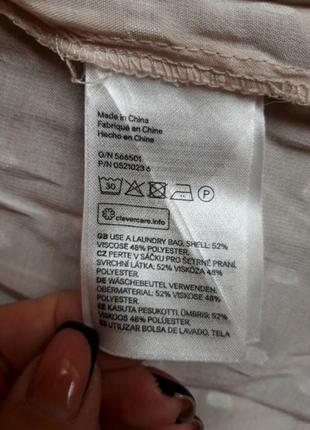 Made in China
Fabriqué en Chine
Hecho en China
O/N 566501
P/N 0521023 6
30
P
clevercare.info
GB USE A LAUNDRY BAG, SHELL: 52%
VISCOSE 48% POLYESTER.
CZ PERTE V SÁČKU PRO ŠETRNÉ PRANÍ.
SVRCHNÍ LÁTKA: 52% VISKÓZA 48%
POLYESTER.
DE WÄSCHEBEUTEL VERWENDEN.
OBERMATERIAL: 52% VISKOSE 48%
POLYESTER.
EE KASUTA PESUKOTI, ÜMBRIS: 52%
VISKOOS 48% POLÜESTER.
ES UTILIZAR BOLSA DE LAVADO, TELA